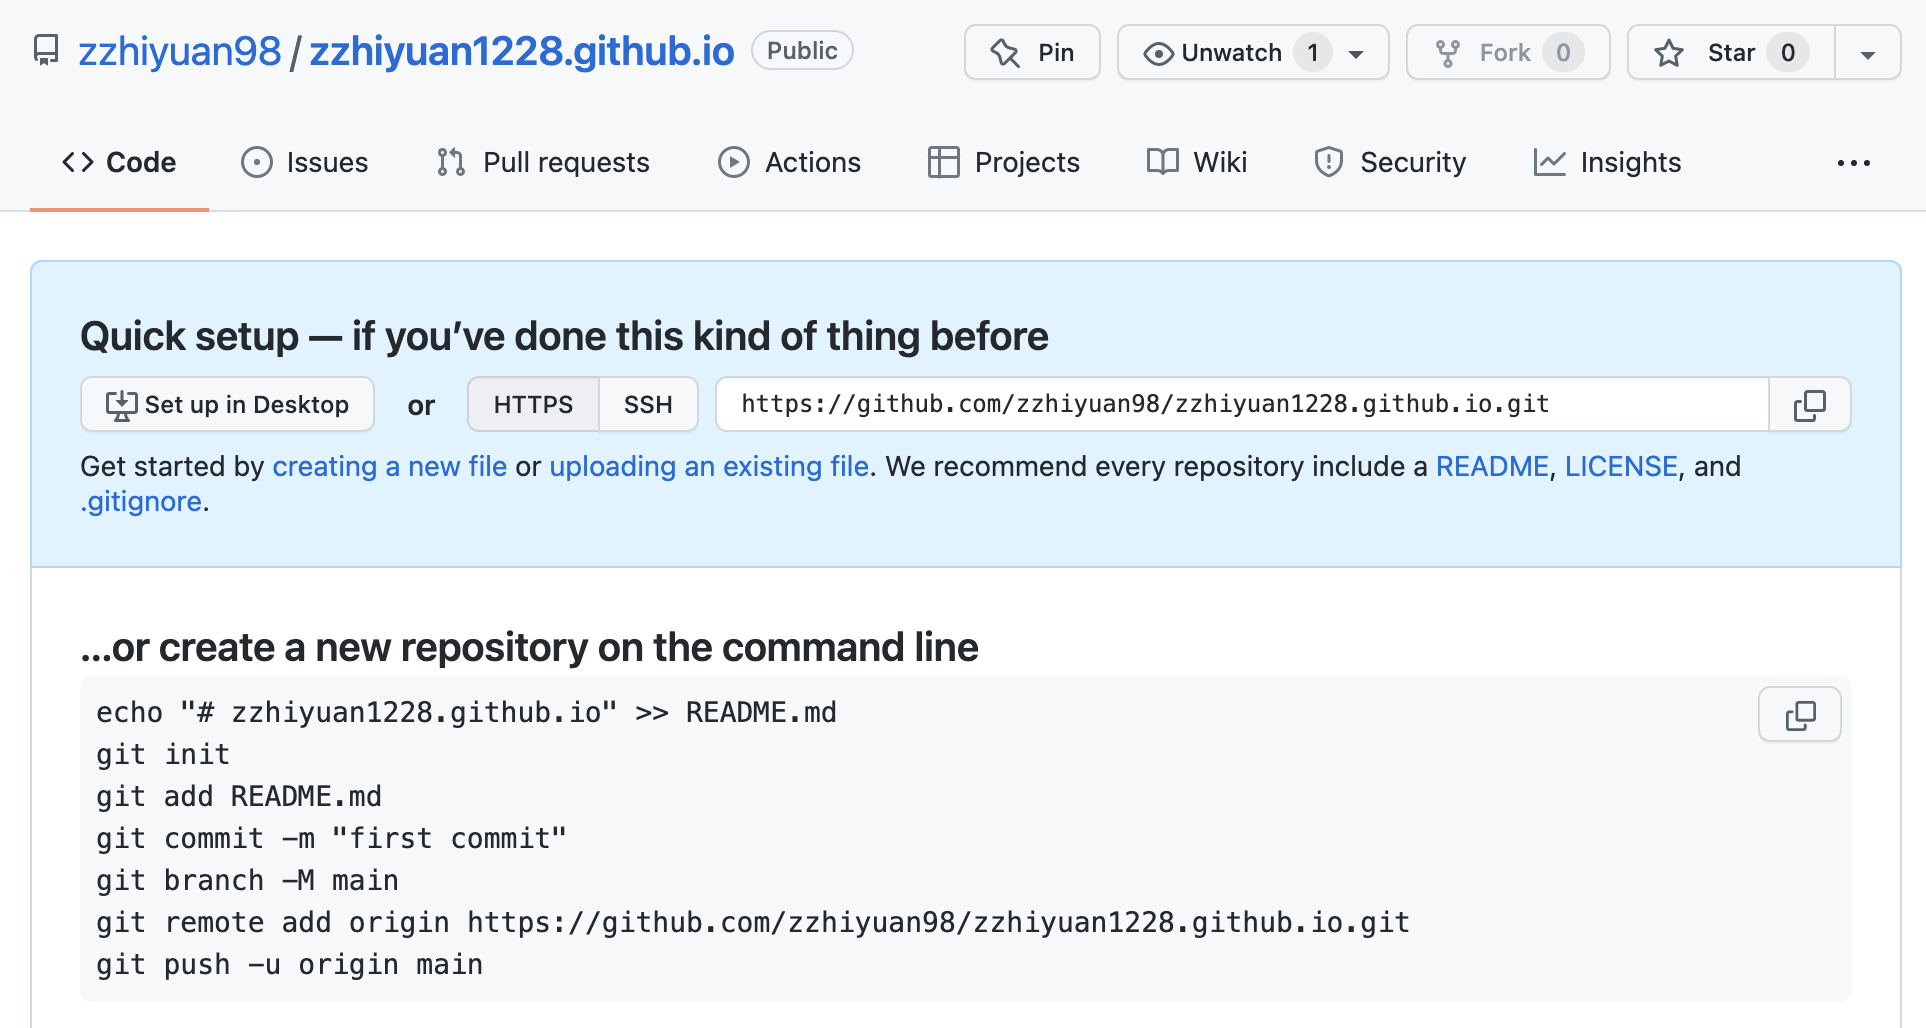 zzhiyuan98 / zzhiyuan1228.github.io Public Pin Unwatch 1 Fork 0 Star 0
Code Issues Pull requests Actions Projects Wiki Security Insights ...
Quick setup — if you’ve done this kind of thing before
Set up in Desktop or HTTPS SSH https://github.com/zzhiyuan98/zzhiyuan1228.github.io.git
Get started by creating a new file or uploading an existing file. We recommend every repository include a README, LICENSE, and
.gitignore.
…or create a new repository on the command line
echo "# zzhiyuan1228.github.io" >> README.md
git init
git add README.md
git commit -m "first commit"
git branch -M main
git remote add origin https://github.com/zzhiyuan98/zzhiyuan1228.github.io.git
git push -u origin main